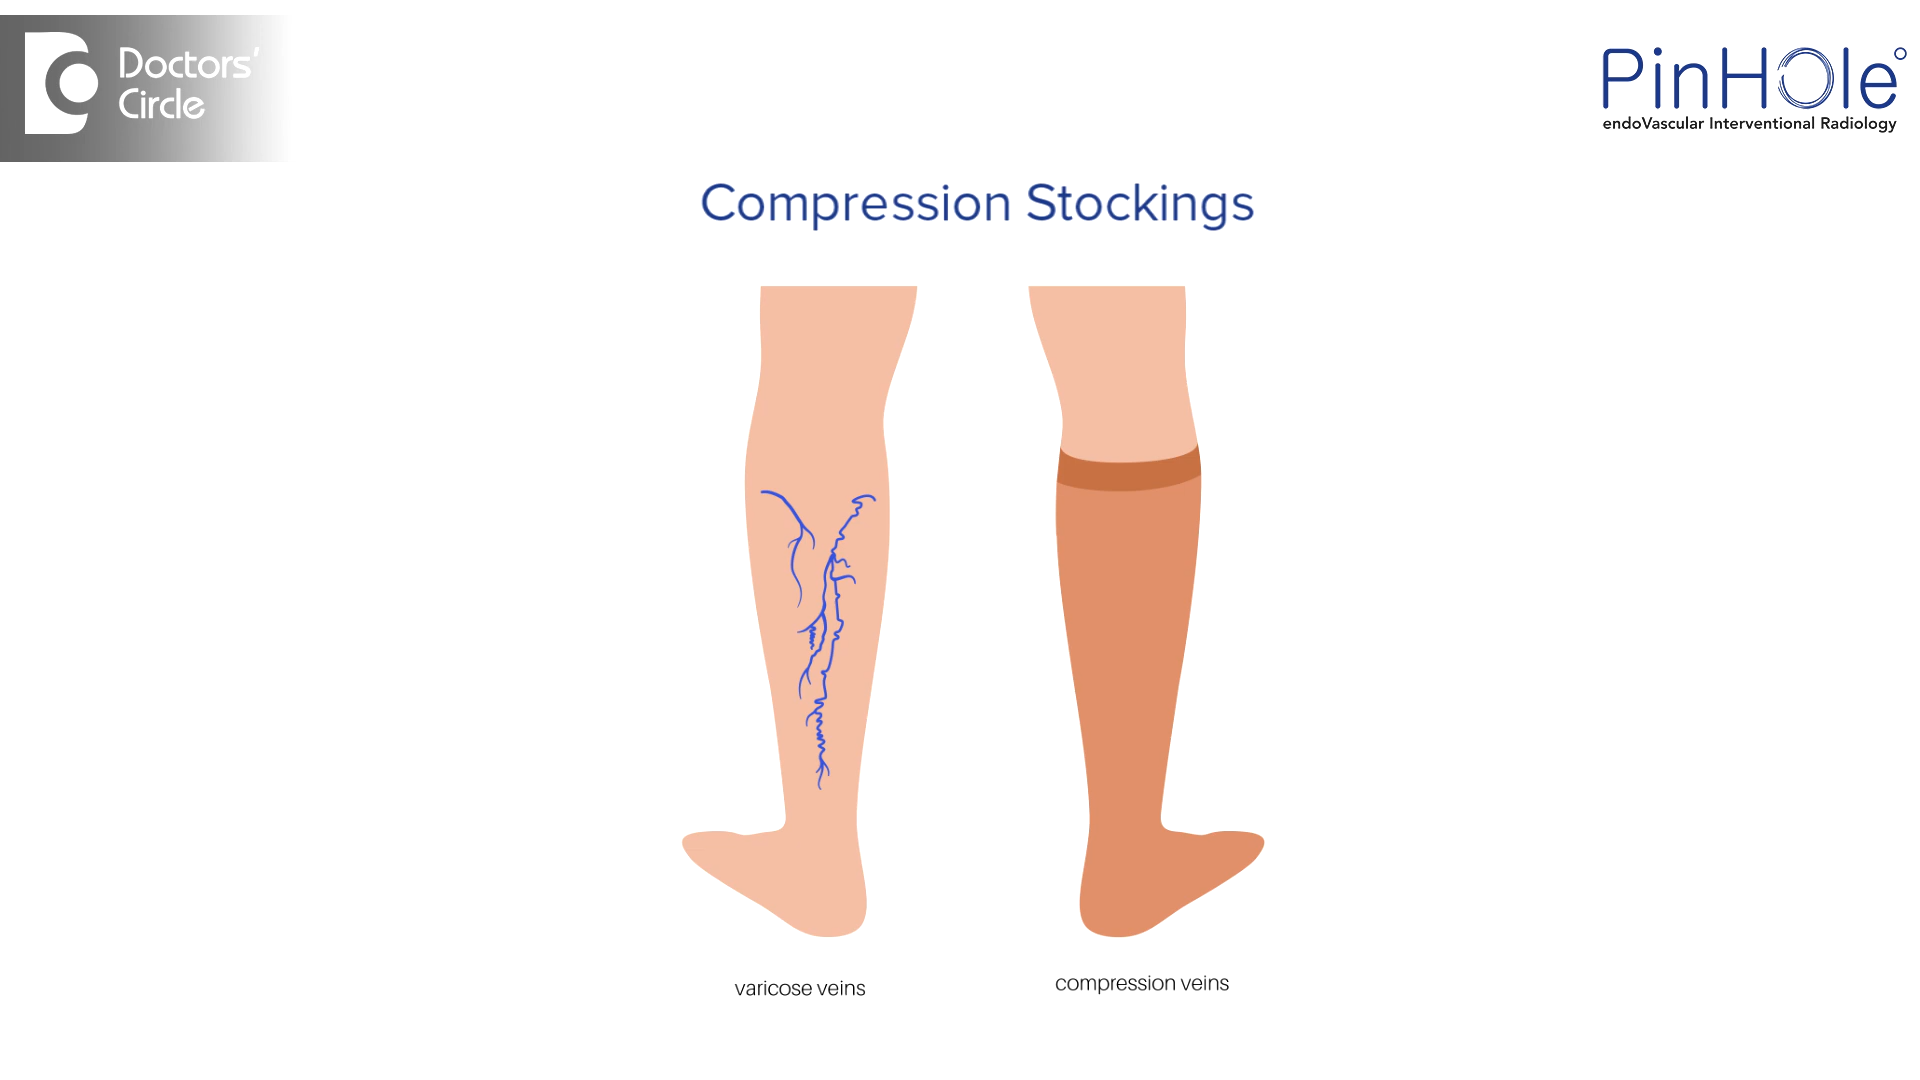 Doctors'
Circle
PinHole
endoVascular Interventional Radiology
Compression Stockings
varicose veins
compression veins